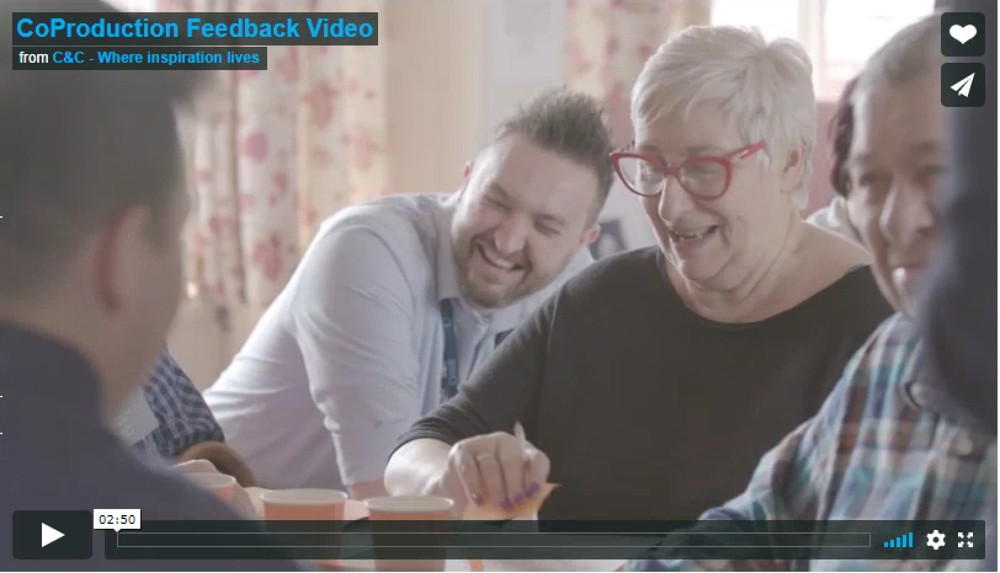 CoProduction Feedback Video
from C&C - Where inspiration lives
02:50